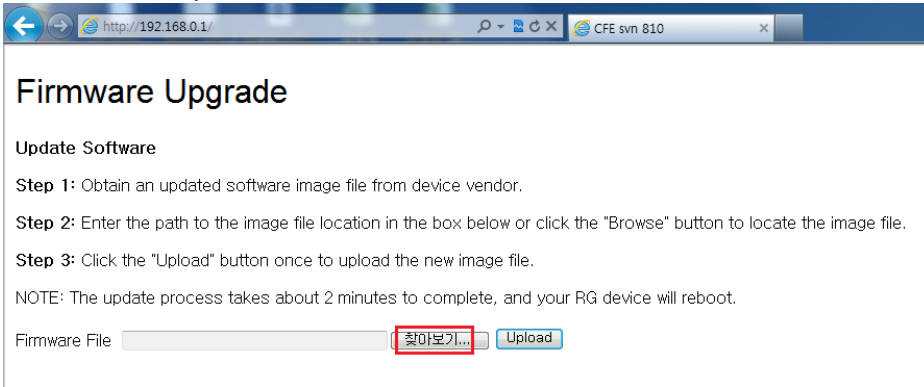 http://192.168.0.1/
CFE svn 810
Firmware Upgrade
Update Software
Step 1: Obtain an updated software image file from device vendor.
Step 2: Enter the path to the image file location in the box below or click the "Browse" button to locate the image file.
Step 3: Click the "Upload" button once to upload the new image file.
NOTE: The update process takes about 2 minutes to complete, and your RG device will reboot.
Firmware File 찾아보기... Upload